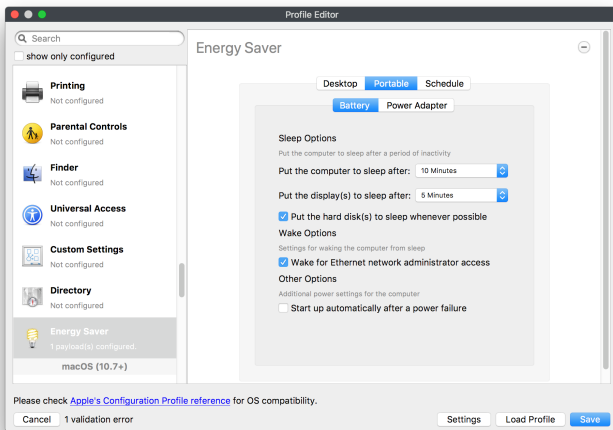 Profile Editor
Search
show only configured
Printing
Not configured
Parental Controls
Not configured
Finder
Not configured
Universal Access
Not configured
Custom Settings
Not configured
Directory
Not configured
Energy Saver
1 payload(s) configured.
macOS (10.7+)
Energy Saver
Desktop Portable Schedule
Battery Power Adapter
Sleep Options
Put the computer to sleep after a period of inactivity
Put the computer to sleep after: 10 Minutes
Put the display(s) to sleep after: 5 Minutes
Put the hard disk(s) to sleep whenever possible
Wake Options
Settings for waking the computer from sleep
Wake for Ethernet network administrator access
Other Options
Additional power settings for the computer
Start up automatically after a power failure
Please check Apple's Configuration Profile reference for OS compatibility.
Cancel 1 validation error Settings Load Profile Save